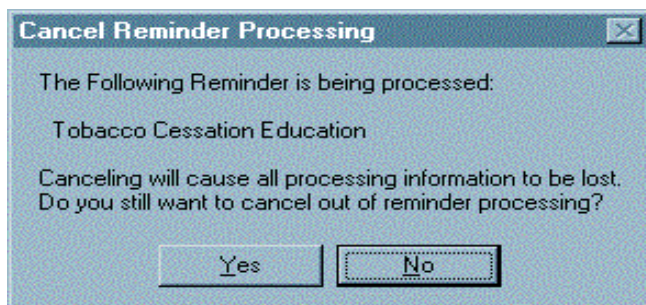 Cancel Reminder Processing
The Following Reminder is being processed:
Tobacco Cessation Education
Canceling will cause all processing information to be lost.
Do you still want to cancel out of reminder processing?
Yes No